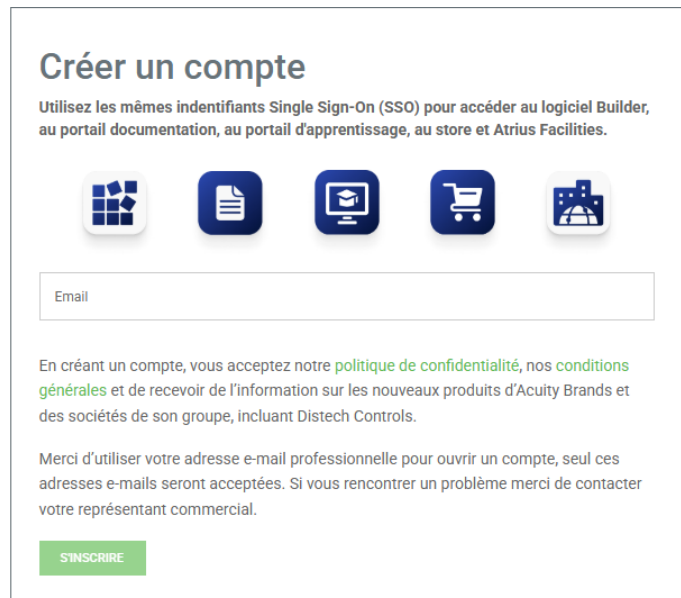 Créer un compte
Utilisez les mêmes indentifiants Single Sign-On (SSO) pour accéder au logiciel Builder,
au portail documentation, au portail d'apprentissage, au store et Atrius Facilities.
Email
En créant un compte, vous acceptez notre politique de confidentialité, nos conditions
générales et de recevoir de l’information sur les nouveaux produits d’Acuity Brands et
des sociétés de son groupe, incluant Distech Controls.
Merci d’utiliser votre adresse e-mail professionnelle pour ouvrir un compte, seul ces
adresses e-mails seront acceptées. Si vous rencontrer un problème merci de contacter
votre représentant commercial.
S'INSCRIRE